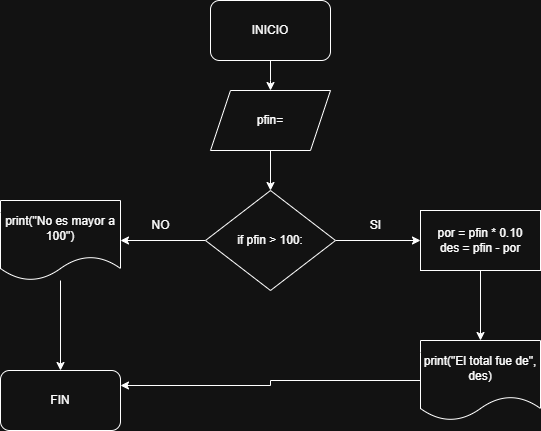 INICIO
pfin=
if pfin > 100:
NO
SI
print("No es mayor a
100")
por = pfin * 0.10
des = pfin - por
print("El total fue de",
des)
FIN